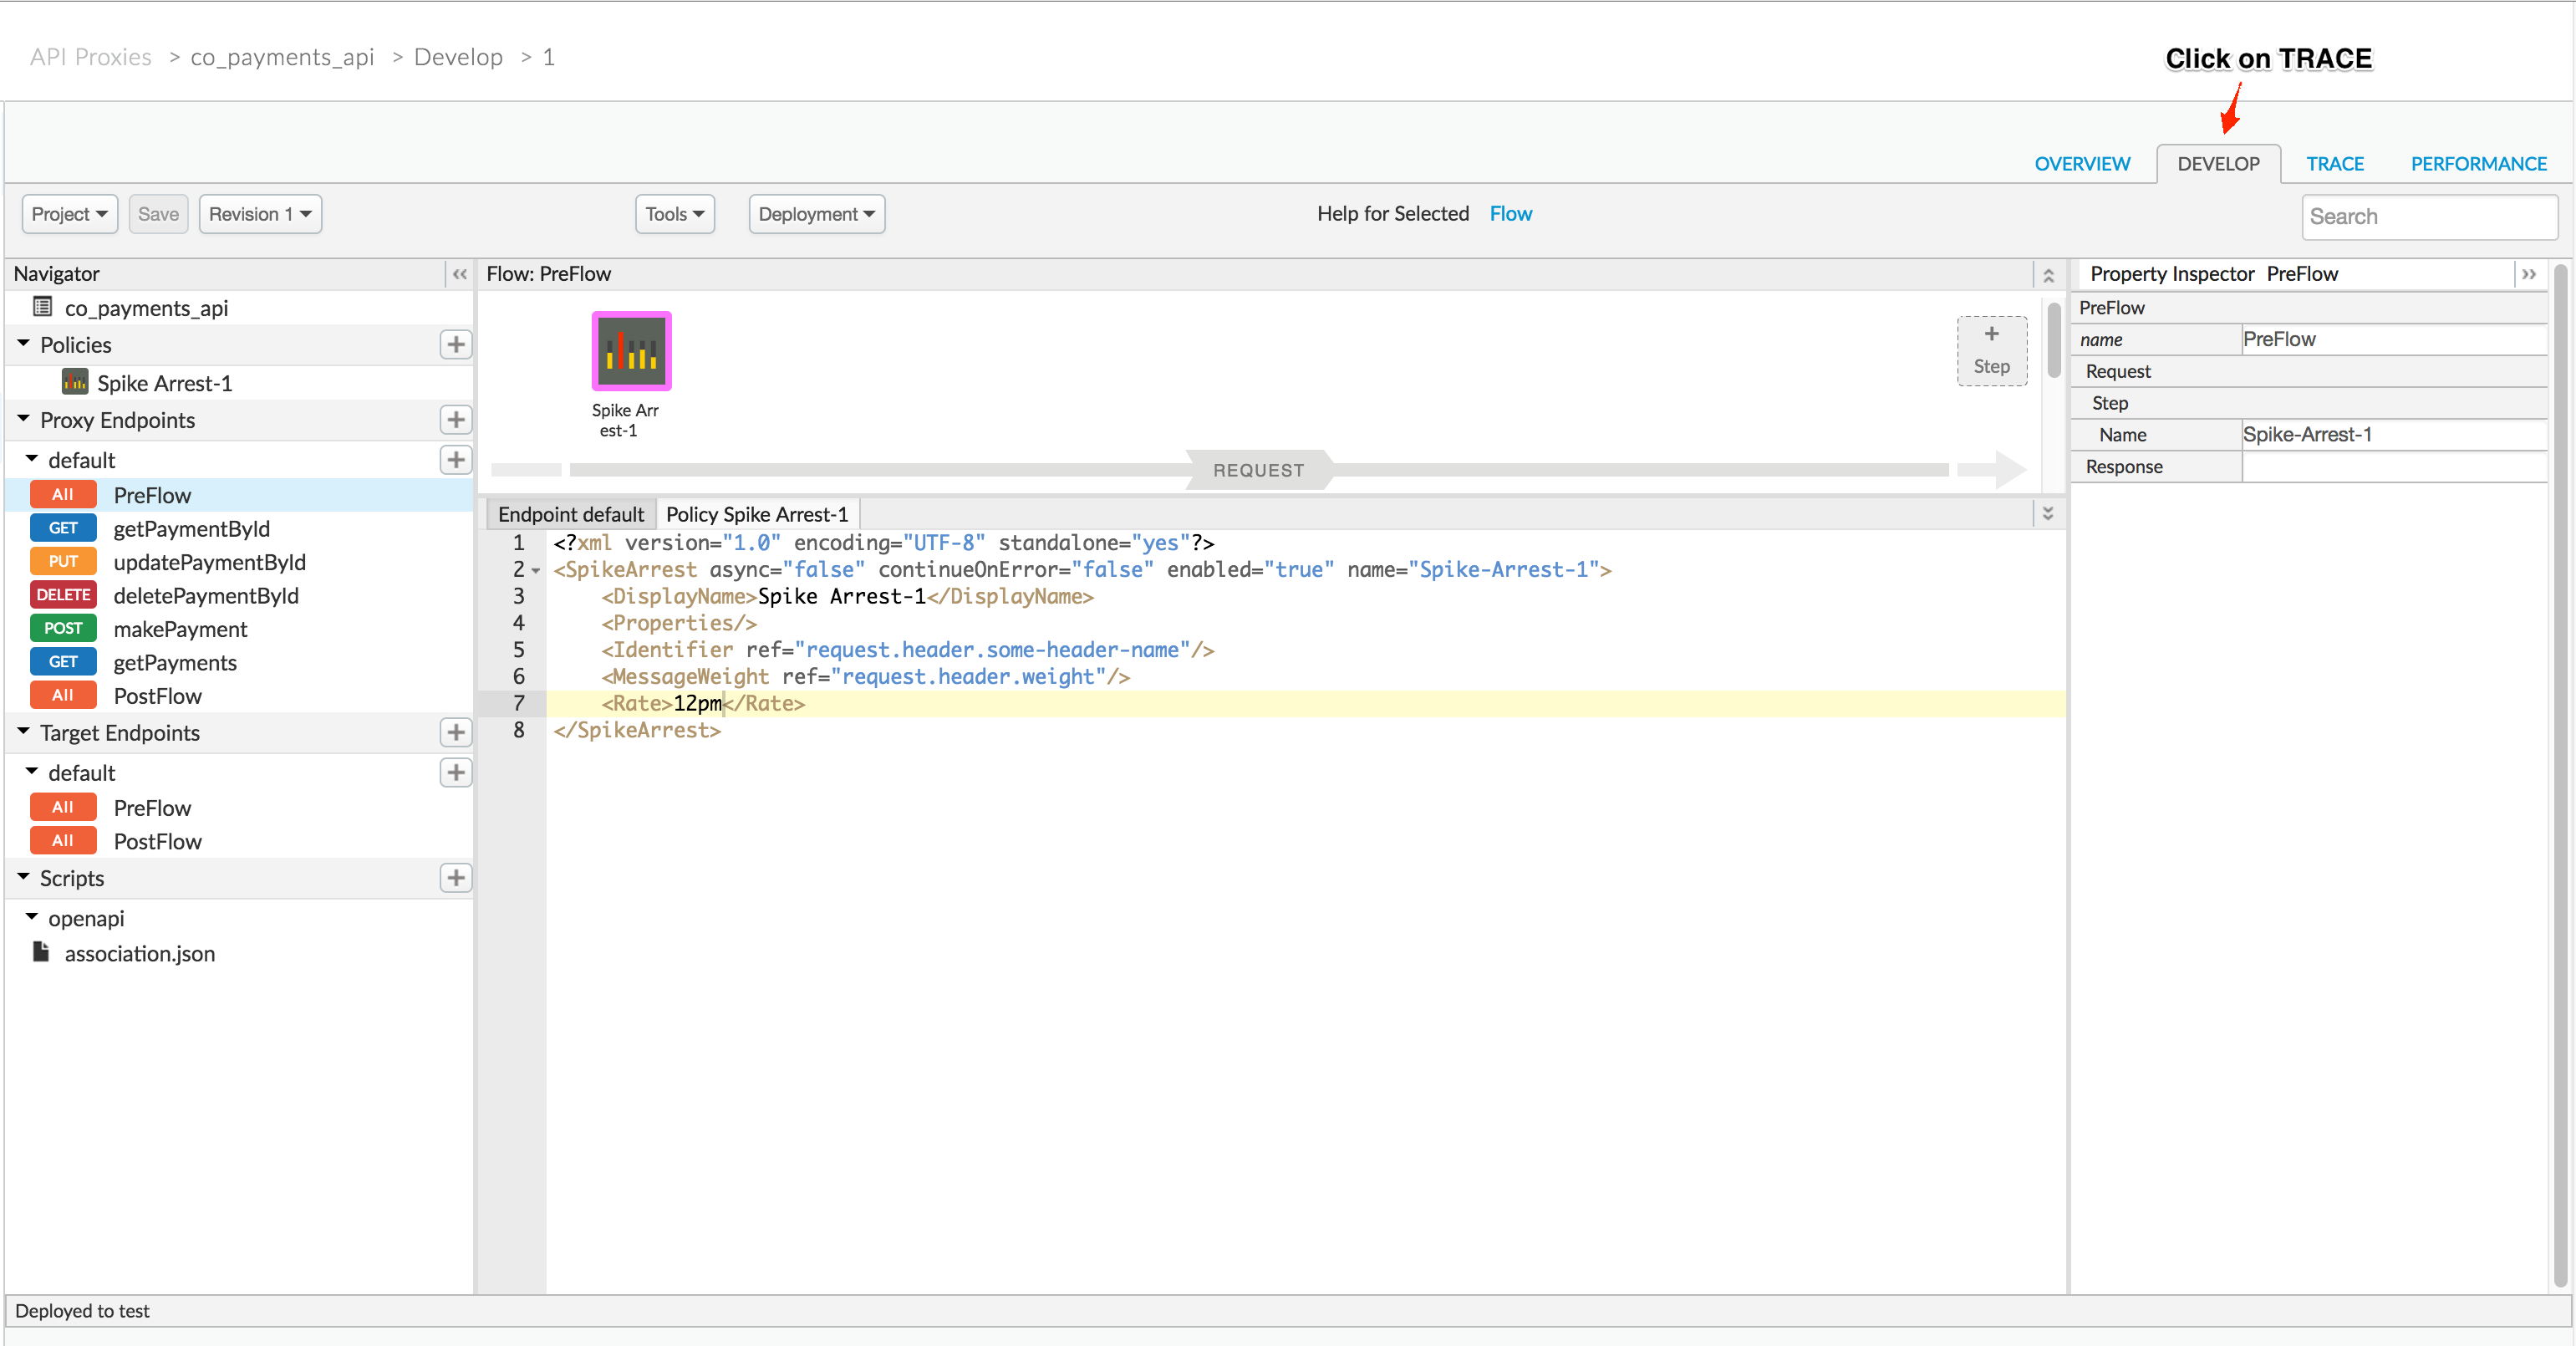 API Proxies > co_payments_api > Develop > 1
Click on TRACE
OVERVIEW DEVELOP TRACE PERFORMANCE
Project Save Revision 1 Tools Deployment Help for Selected Flow Search
Navigator
co_payments_api
Policies
Spike Arrest-1
Proxy Endpoints
default
All PreFlow
GET getPaymentById
PUT updatePaymentById
DELETE deletePaymentById
POST makePayment
GET getPayments
All PostFlow
Target Endpoints
default
All PreFlow
All PostFlow
Scripts
openapi
association.json
Flow: PreFlow
Spike Arr
est-1
+
Step
REQUEST
Endpoint default Policy Spike Arrest-1
1 <?xml version="1.0" encoding="UTF-8" standalone="yes"?>
2 <SpikeArrest async="false" continueOnError="false" enabled="true" name="Spike-Arrest-1">
3 <DisplayName>Spike Arrest-1</DisplayName>
4 <Properties/>
5 <Identifier ref="request.header.some-header-name"/>
6 <MessageWeight ref="request.header.weight"/>
7 <Rate>12pm</Rate>
8 </SpikeArrest>
Property Inspector PreFlow
PreFlow
name PreFlow
Request
Step
Name Spike-Arrest-1
Response
Deployed to test